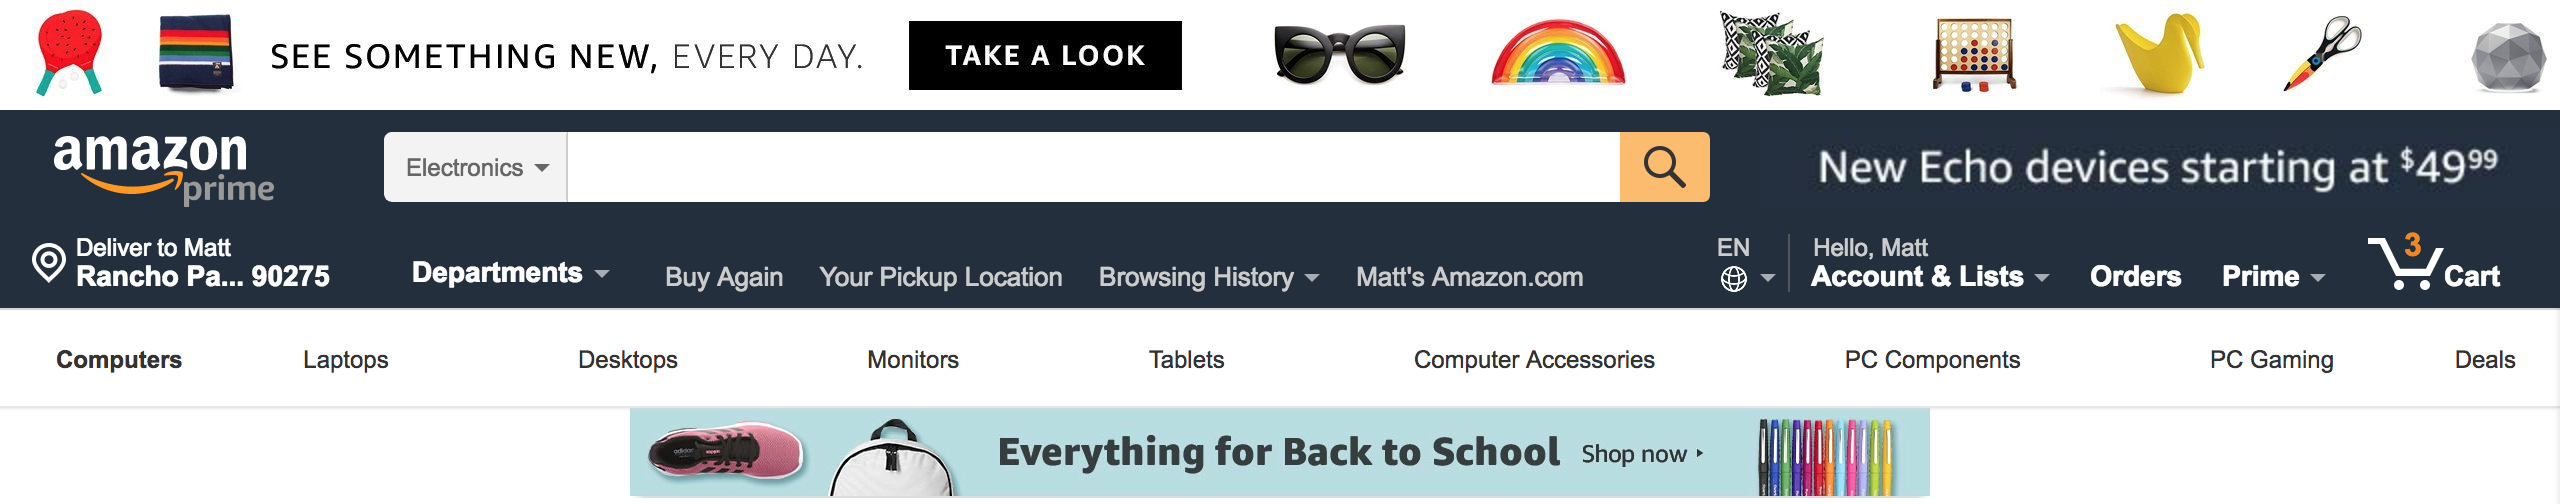 SEE SOMETHING NEW, EVERY DAY. TAKE A LOOK
amazon prime
Electronics
New Echo devices starting at $49.99
Deliver to Matt
Rancho Pa... 90275
Departments
Buy Again
Your Pickup Location
Browsing History
Matt's Amazon.com
EN
Hello, Matt
Account & Lists
Orders
Prime
3
Cart
Computers Laptops Desktops Monitors Tablets Computer Accessories PC Components PC Gaming Deals
adidas
Everything for Back to School Shop now